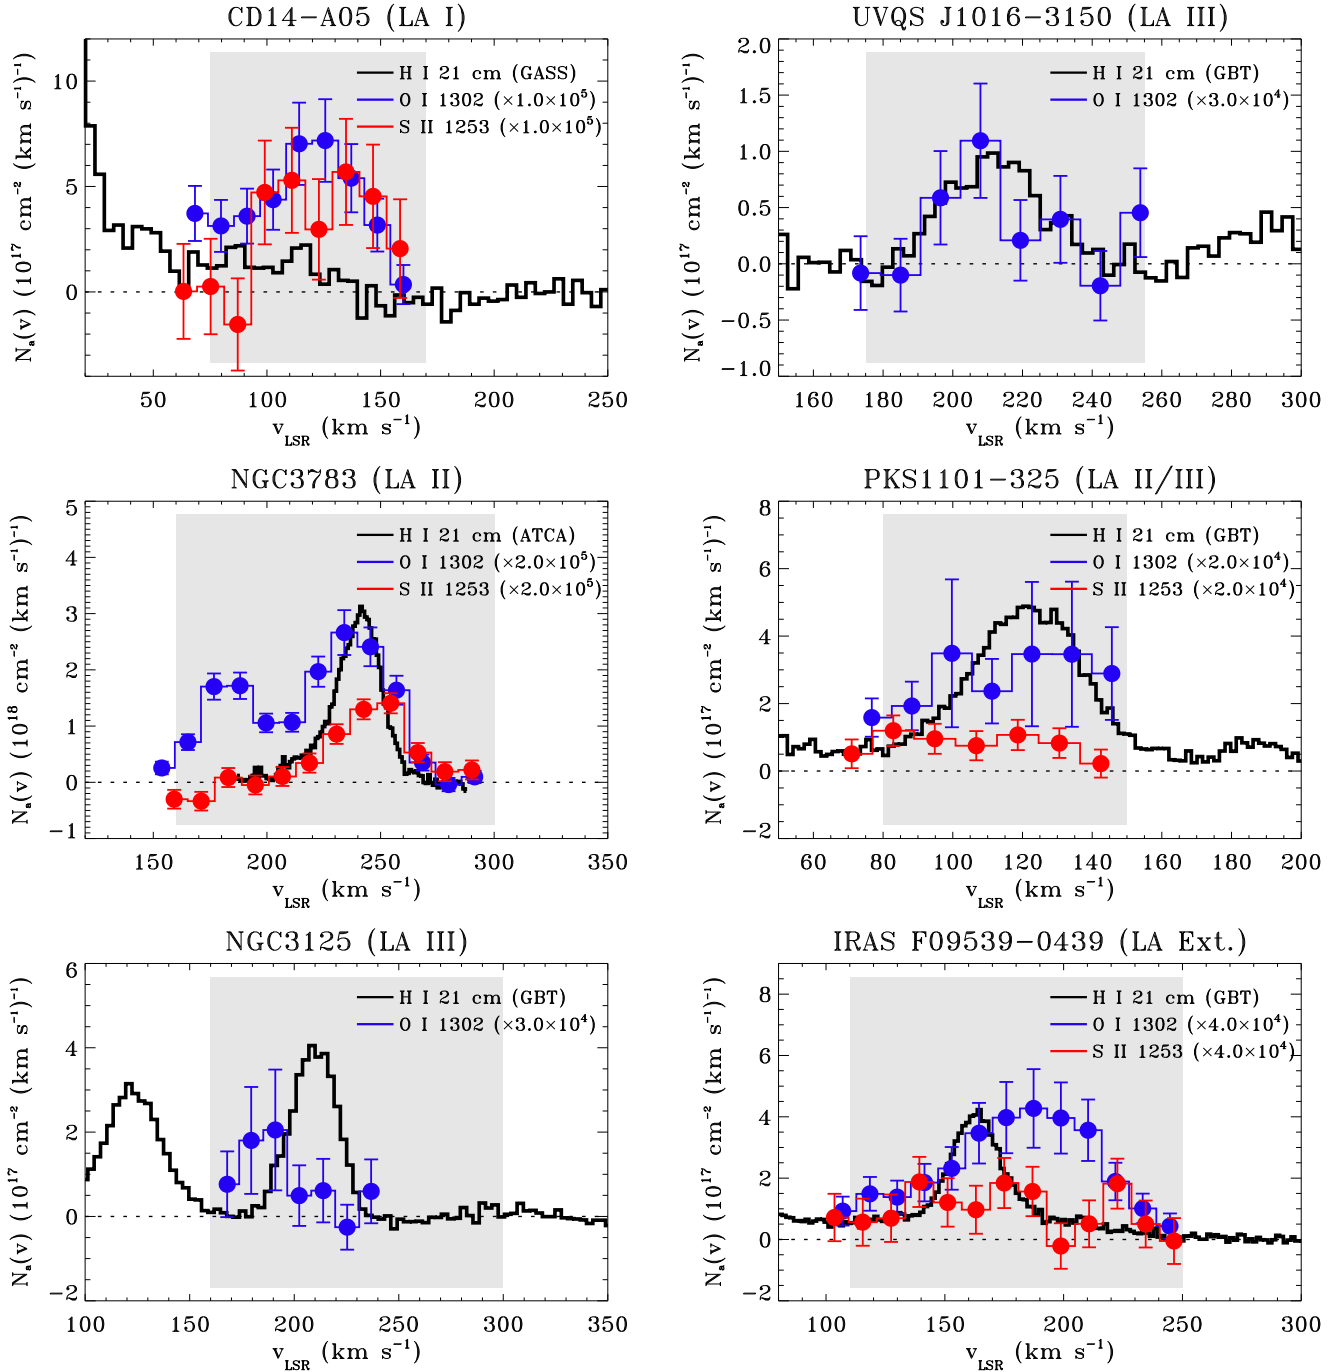 CD14−A05 (LA I)
H I 21 cm (GASS)
O I 1302 (×1.0×10⁵)
S II 1253 (×1.0×10⁵)
Nₐ(v) (10¹⁷ cm⁻² (km s⁻¹)⁻¹)
10
5
0
50 100 150 200 250
v_LSR (km s⁻¹)
UVQS J1016−3150 (LA III)
H I 21 cm (GBT)
O I 1302 (×3.0×10⁴)
Nₐ(v) (10¹⁷ cm⁻² (km s⁻¹)⁻¹)
2.0
1.5
1.0
0.5
0.0
−0.5
−1.0
160 180 200 220 240 260 280 300
v_LSR (km s⁻¹)
NGC3783 (LA II)
H I 21 cm (ATCA)
O I 1302 (×2.0×10⁵)
S II 1253 (×2.0×10⁵)
Nₐ(v) (10¹⁸ cm⁻² (km s⁻¹)⁻¹)
5
4
3
2
1
0
−1
150 200 250 300 350
v_LSR (km s⁻¹)
PKS1101−325 (LA II/III)
H I 21 cm (GBT)
O I 1302 (×2.0×10⁴)
S II 1253 (×2.0×10⁴)
Nₐ(v) (10¹⁷ cm⁻² (km s⁻¹)⁻¹)
8
6
4
2
0
−2
60 80 100 120 140 160 180 200
v_LSR (km s⁻¹)
NGC3125 (LA III)
H I 21 cm (GBT)
O I 1302 (×3.0×10⁴)
Nₐ(v) (10¹⁷ cm⁻² (km s⁻¹)⁻¹)
6
4
2
0
−2
100 150 200 250 300 350
v_LSR (km s⁻¹)
IRAS F09539−0439 (LA Ext.)
H I 21 cm (GBT)
O I 1302 (×4.0×10⁴)
S II 1253 (×4.0×10⁴)
Nₐ(v) (10¹⁷ cm⁻² (km s⁻¹)⁻¹)
8
6
4
2
0
−2
100 150 200 250 300
v_LSR (km s⁻¹)